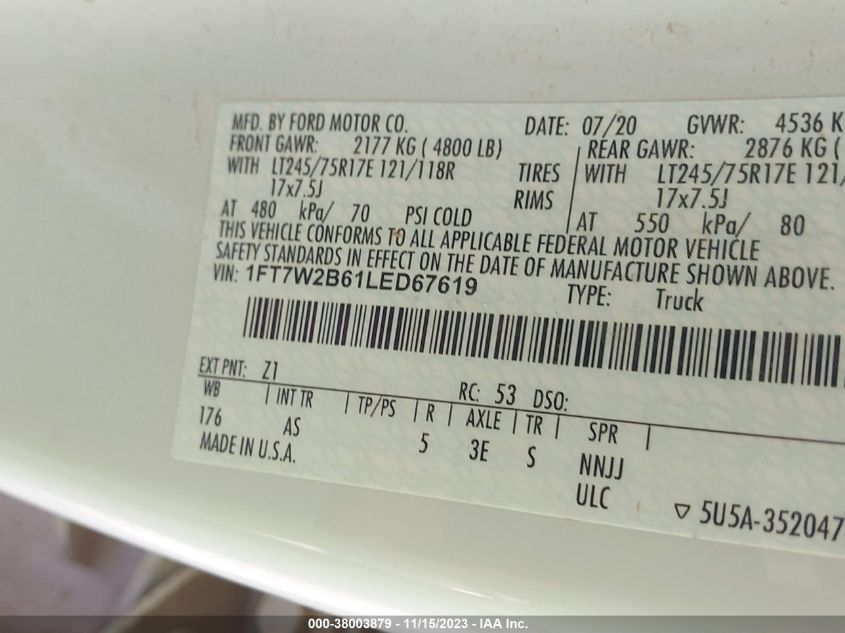 MFD. BY FORD MOTOR CO. DATE: 07/20 GVWR: 4536 K
FRONT GAWR: 2177 KG ( 4800 LB) REAR GAWR: 2876 KG (
WITH LT245/75R17E 121/118R TIRES WITH LT245/75R17E 121/
17x7.5J RIMS 17x7.5J
AT 480 kPa/ 70 PSI COLD AT 550 kPa/ 80
THIS VEHICLE CONFORMS TO ALL APPLICABLE FEDERAL MOTOR VEHICLE
SAFETY STANDARDS IN EFFECT ON THE DATE OF MANUFACTURE SHOWN ABOVE.
VIN: 1FT7W2B61LED67619 TYPE: Truck
EXT PNT: Z1 RC: 53 DSO:
WB | INT TR | TP/PS | R | AXLE | TR | SPR |
176 AS 5 3E S NNJJ
MADE IN U.S.A. ULC ▽ 5U5A-352047
000-38003879 - 11/15/2023 - IAA Inc.